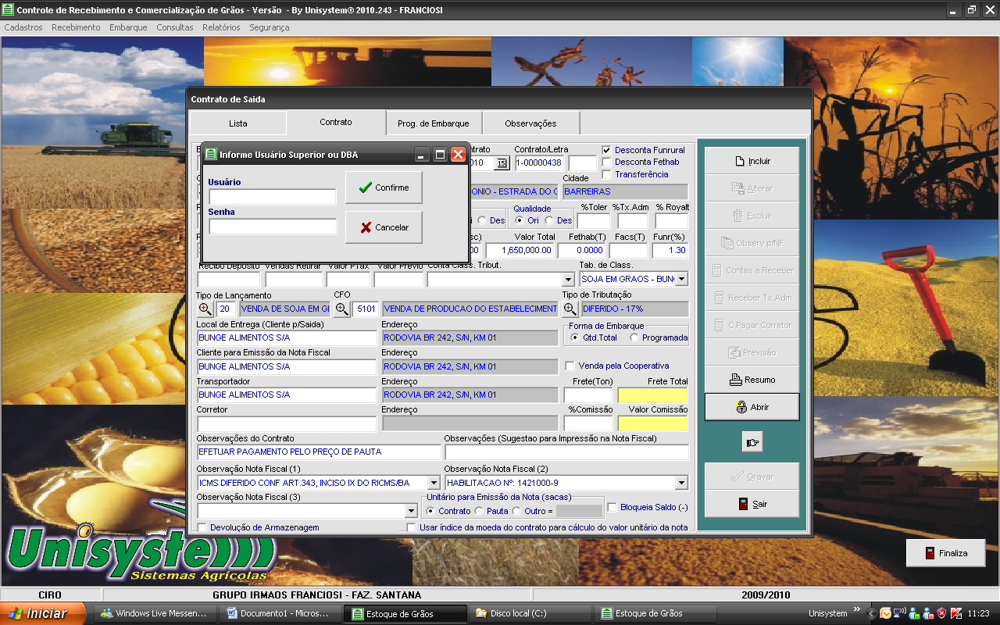 Controle de Recebimento e Comercialização de Grãos - Versão - By Unisystem® 2010.243 - FRANCIOSI
Cadastros Recebimento Embarque Consultas Relatórios Segurança
Contrato de Saida
Lista Contrato Prog. de Embarque Observações
Informe Usuário Superior ou DBA
Usuário
Senha
Confirme
Cancelar
ntrato Contrato/Letra
010 15 1-00000438
Desconta Funrural
Desconta Fethab
Transferência
Cidade
ONIO - ESTRADA DO C BARREIRAS
Qualidade %Toler %Tx.Adm % Royalt
Des Ori Des
sc) Valor Total Fethab(T) Facs(T) Funr(%)
00 1,650,000.00 0.0000 1.30
Recibo Depósito Vendas Retirar Valor PTax Valor Prévio Conta Class. Tribut. Tab. de Class.
SOJA EM GRAOS - BUN
Tipo de Lançamento CFO Tipo de Tributação
20 VENDA DE SOJA EM GI 5101 VENDA DE PRODUCAO DO ESTABELECIMENT DIFERIDO - 17%
Local de Entrega (Cliente p/Saida) Endereço Forma de Embarque
BUNGE ALIMENTOS S/A RODOVIA BR 242, S/N, KM 01 Qtd.Total Programada
Cliente para Emissão da Nota Fiscal Endereço
BUNGE ALIMENTOS S/A RODOVIA BR 242, S/N, KM 01 Venda pela Cooperativa
Transportador Endereço Frete(Ton) Frete Total
BUNGE ALIMENTOS S/A RODOVIA BR 242, S/N, KM 01
Corretor Endereço %Comissão Valor Comissão
Observações do Contrato Observações (Sugestao para Impressão na Nota Fiscal)
EFETUAR PAGAMENTO PELO PREÇO DE PAUTA
Observação Nota Fiscal (1) Observação Nota Fiscal (2)
ICMS DIFERIDO CONF ART.343, INCISO IX DO RICMS/BA HABILITACAO Nº: 1421000-9
Observação Nota Fiscal (3) Unitário para Emissão da Nota (sacas)
Contrato Pauta Outro = Bloqueia Saldo (-)
Devolução de Armazenagem Usar índice da moeda do contrato para cálculo do valor unitário da nota
Incluir
Alterar
Excluir
Observ.p/NF
Contas a Receber
Receber Tx.Adm
C Pagar Corretor
Previsão
Resumo
Abrir
Gravar
Sair
Unisystem
Sistemas Agrícolas
Finaliza
CIRO GRUPO IRMAOS FRANCIOSI - FAZ. SANTANA 2009/2010
Iniciar Windows Live Messen... Documento1 - Micros... Estoque de Grãos Disco local (C:) Estoque de Grãos Unisystem 11:23